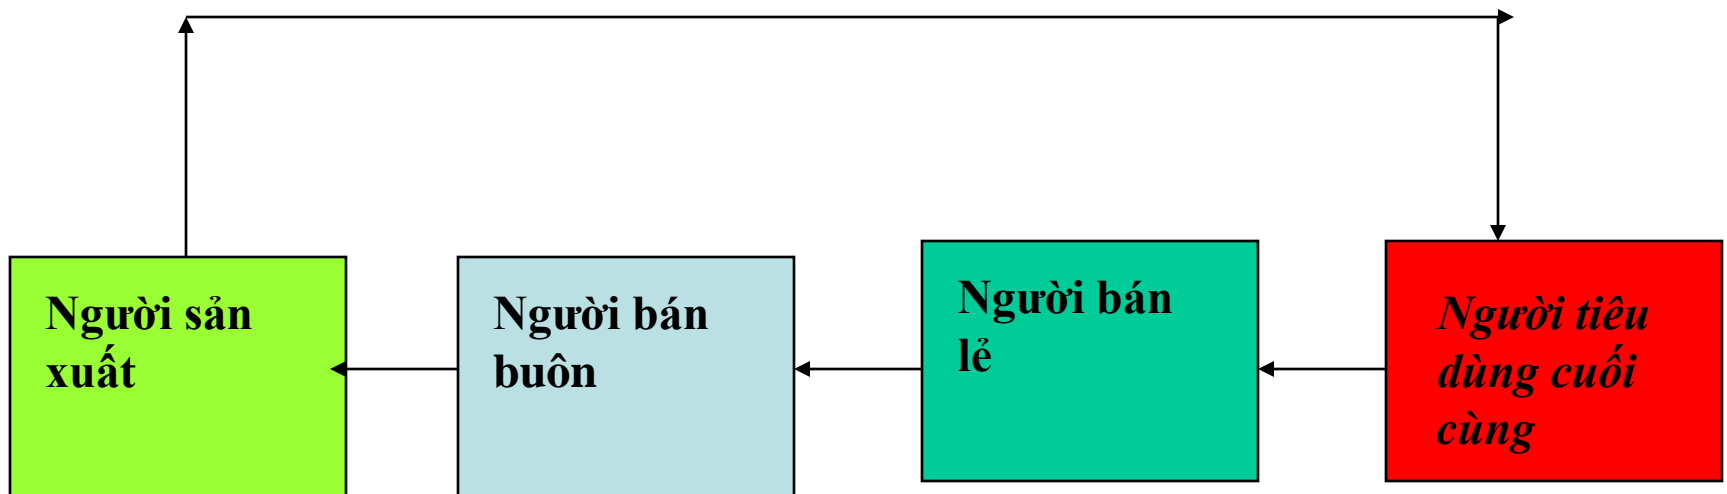 Người sản
xuất
Người bán
buôn
Người bán
lẻ
Người tiêu
dùng cuối
cùng